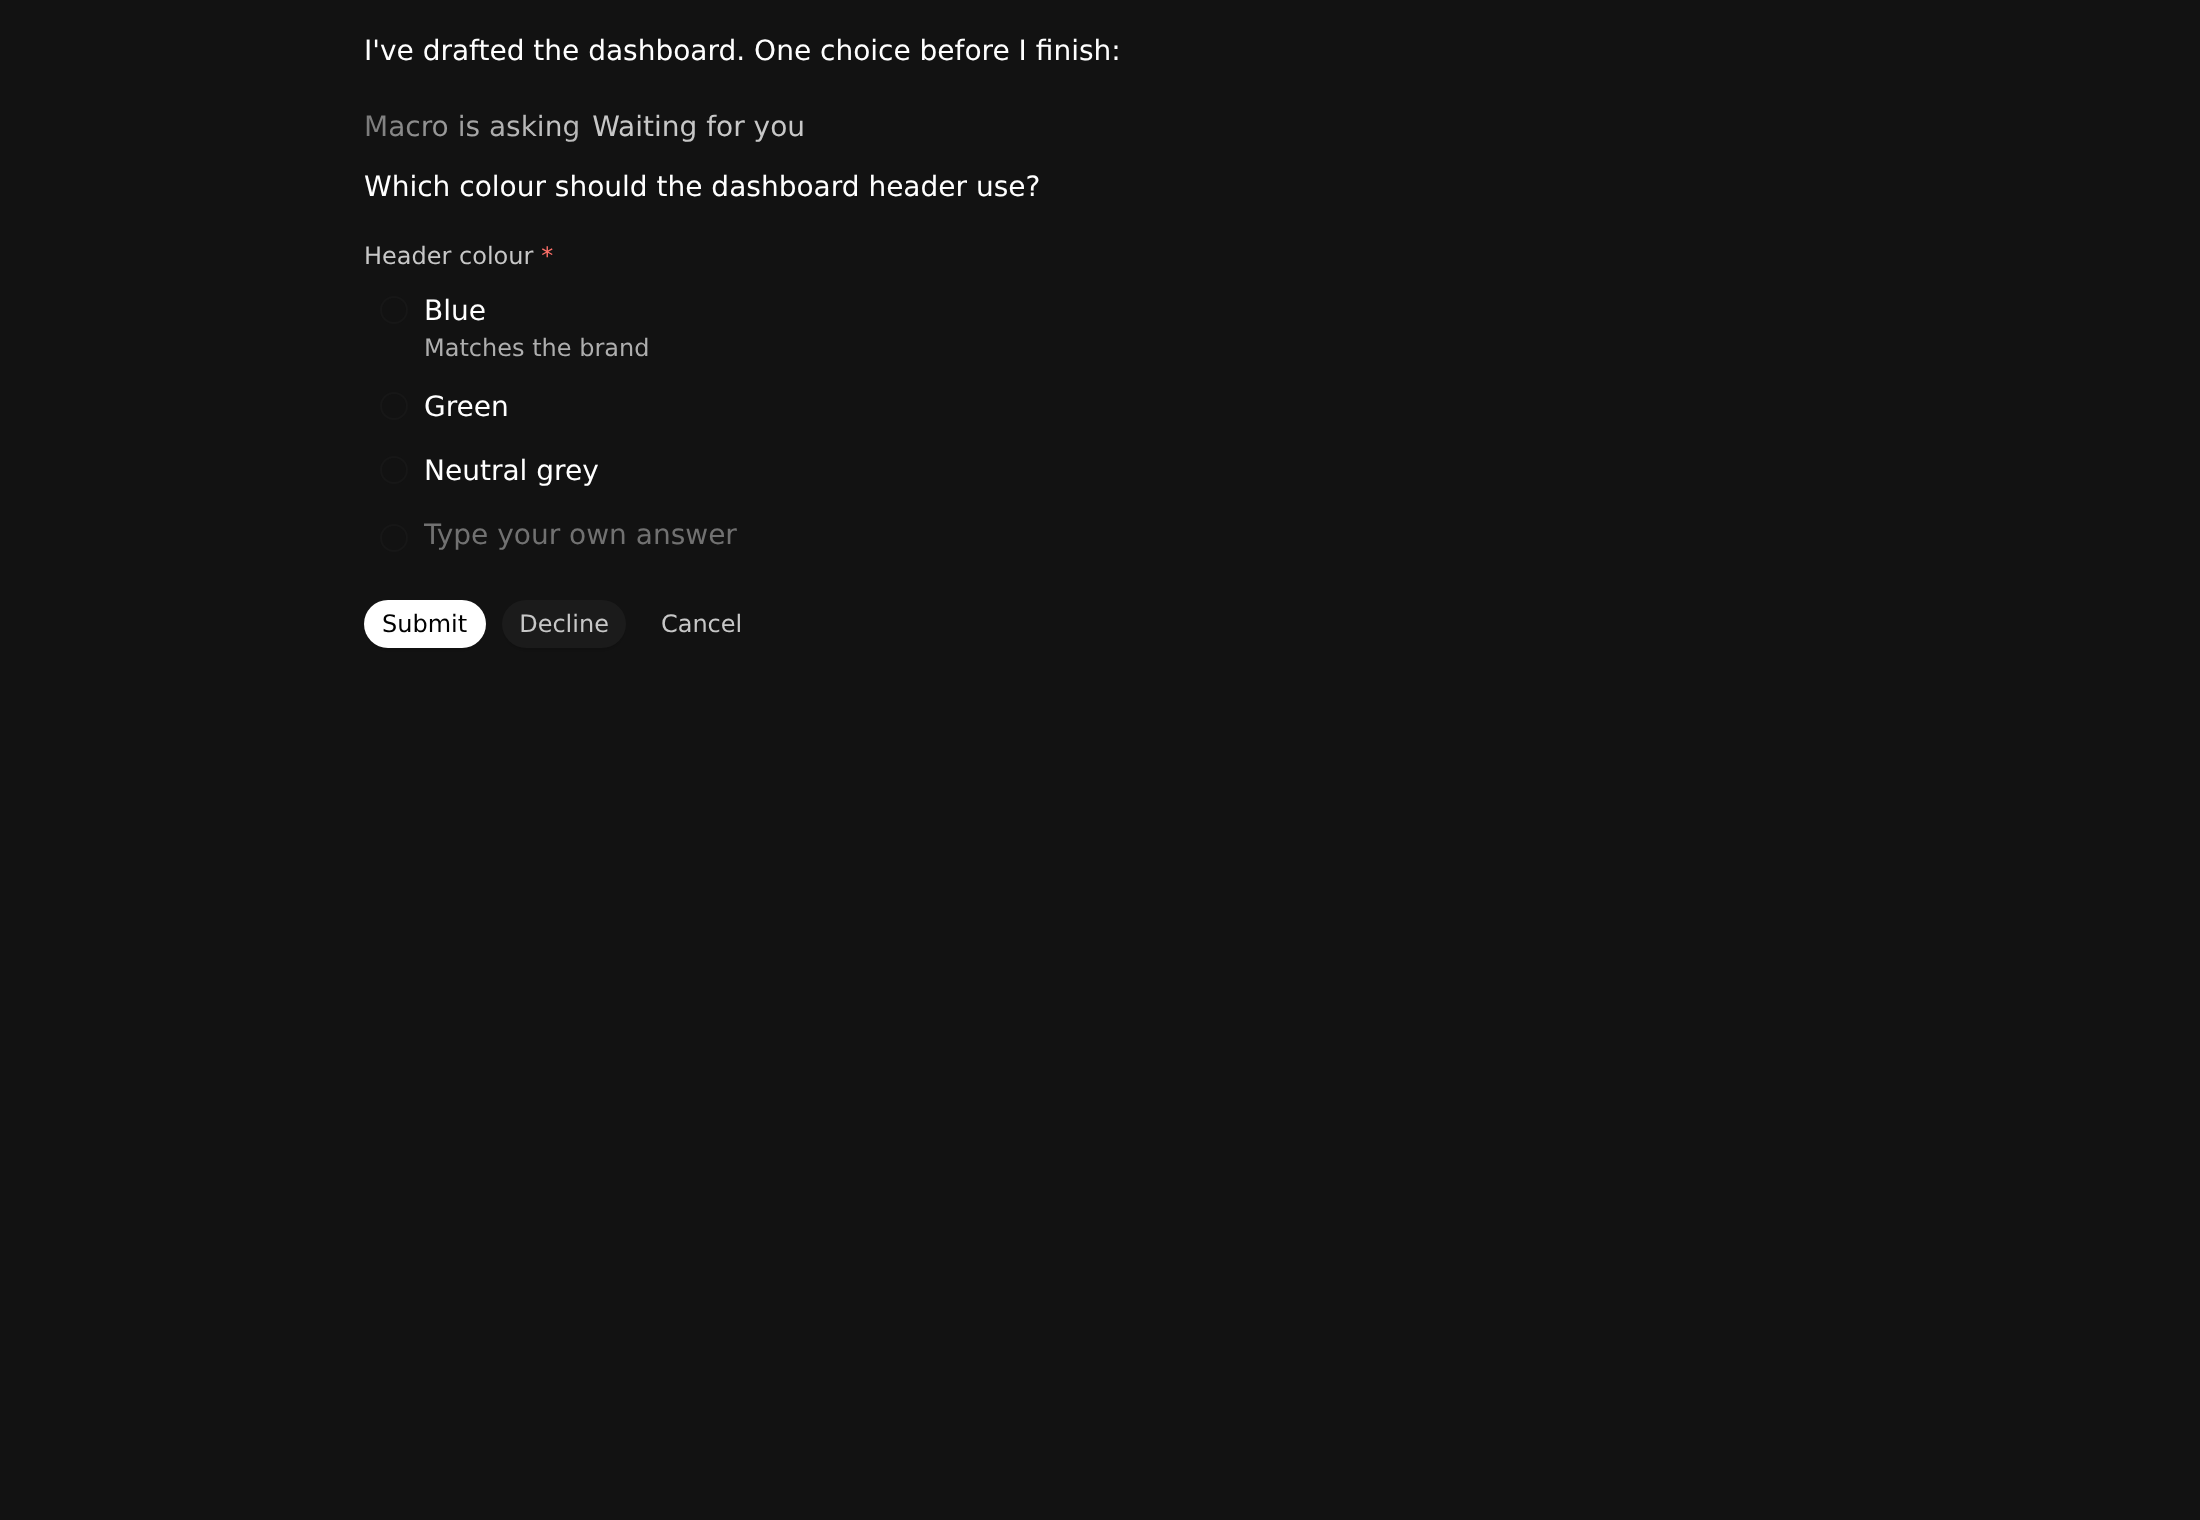 I've drafted the dashboard. One choice before I finish:
Macro is asking Waiting for you
Which colour should the dashboard header use?
Header colour *
Blue
Matches the brand
Green
Neutral grey
Type your own answer
Submit Decline Cancel